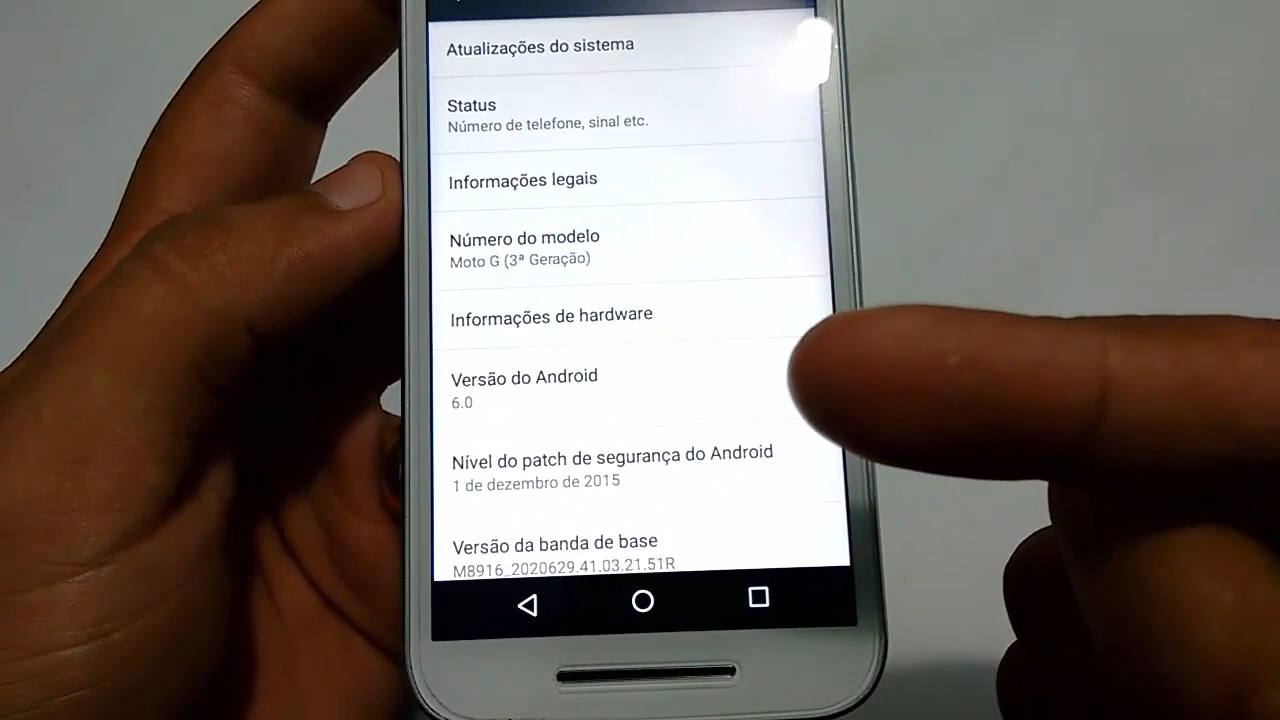 Atualizações do sistema
Status
Número de telefone, sinal etc.
Informações legais
Número do modelo
Moto G (3ª Geração)
Informações de hardware
Versão do Android
6.0
Nível do patch de segurança do Android
1 de dezembro de 2015
Versão da banda de base
M8916_2020629.41.03.21.51R